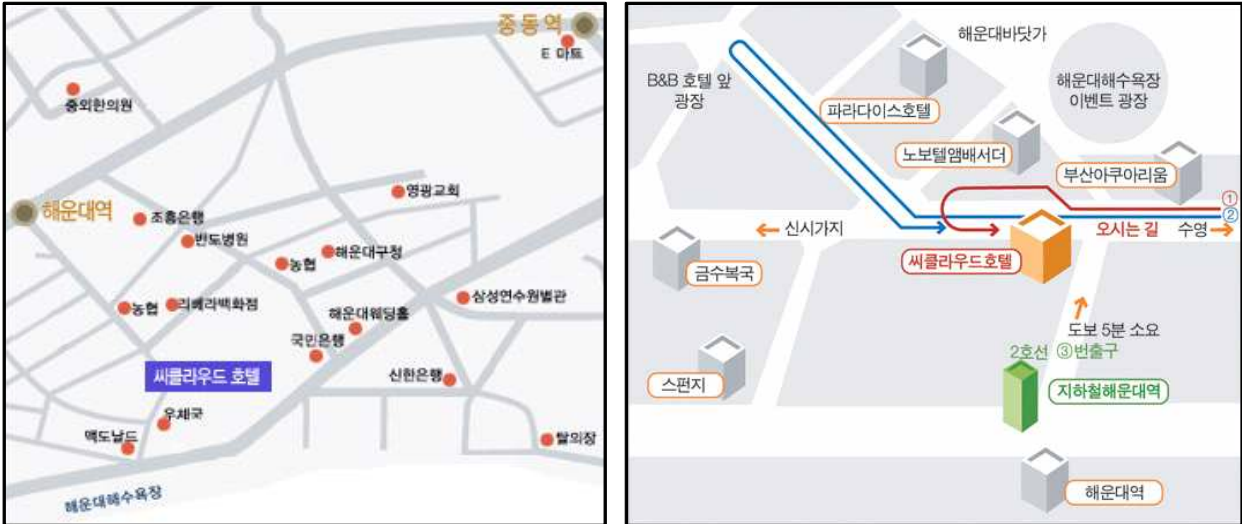 중동역
E 마트
중외한의원
영광교회
해운대역
조흥은행
반도병원
해운대구청
농협
삼성연수원별관
농협
리베라백화점
해운대웨딩홀
국민은행
씨클라우드 호텔
신한은행
우체국
맥도날드
탈의장
해운대해수욕장
해운대바닷가
B&B 호텔 앞
광장
해운대해수욕장
이벤트 광장
파라다이스호텔
노보텔앰배서더
부산아쿠아리움
①
②
신시가지
오시는 길
수영
씨클라우드호텔
금수복국
도보 5분 소요
2호선 ③번출구
스펀지
지하철해운대역
해운대역